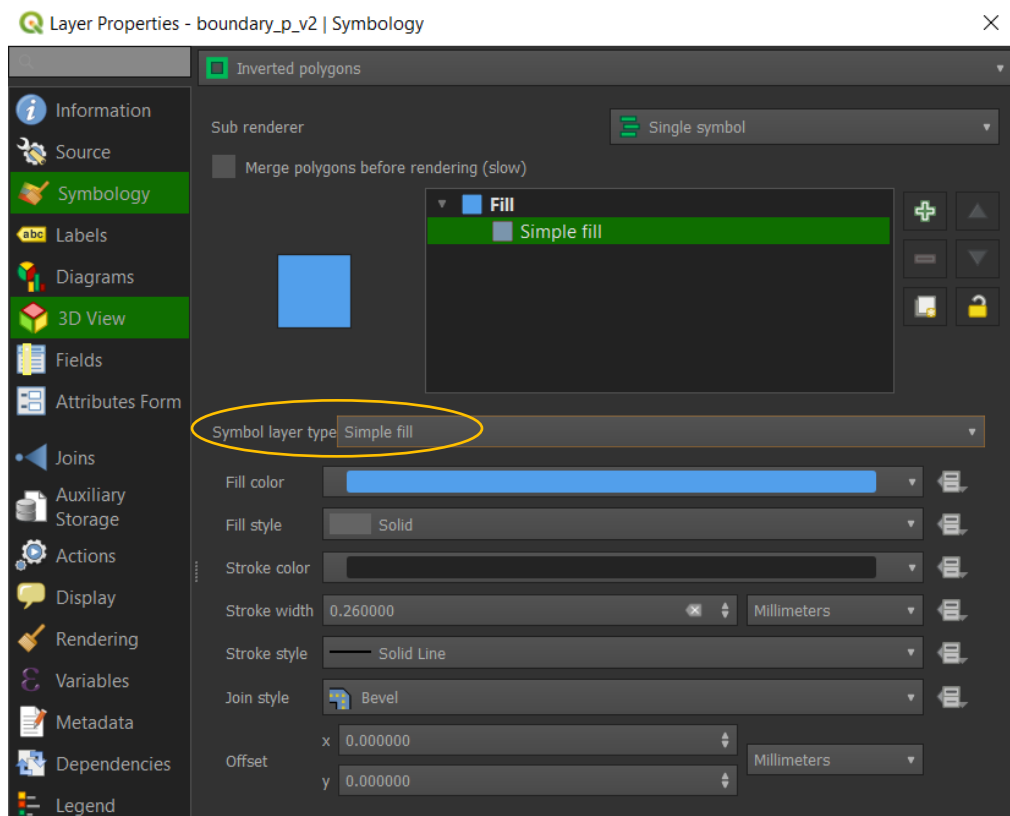 Layer Properties - boundary_p_v2 | Symbology
Inverted polygons
Information
Source
Symbology
abc Labels
Diagrams
3D View
Fields
Attributes Form
Joins
Auxiliary
Storage
Actions
Display
Rendering
Variables
Metadata
Dependencies
Legend
Sub renderer
Single symbol
Merge polygons before rendering (slow)
Fill
Simple fill
Symbol layer type Simple fill
Fill color
Fill style Solid
Stroke color
Stroke width 0.260000 Millimeters
Stroke style Solid Line
Join style Bevel
Offset
x 0.000000
y 0.000000
Millimeters